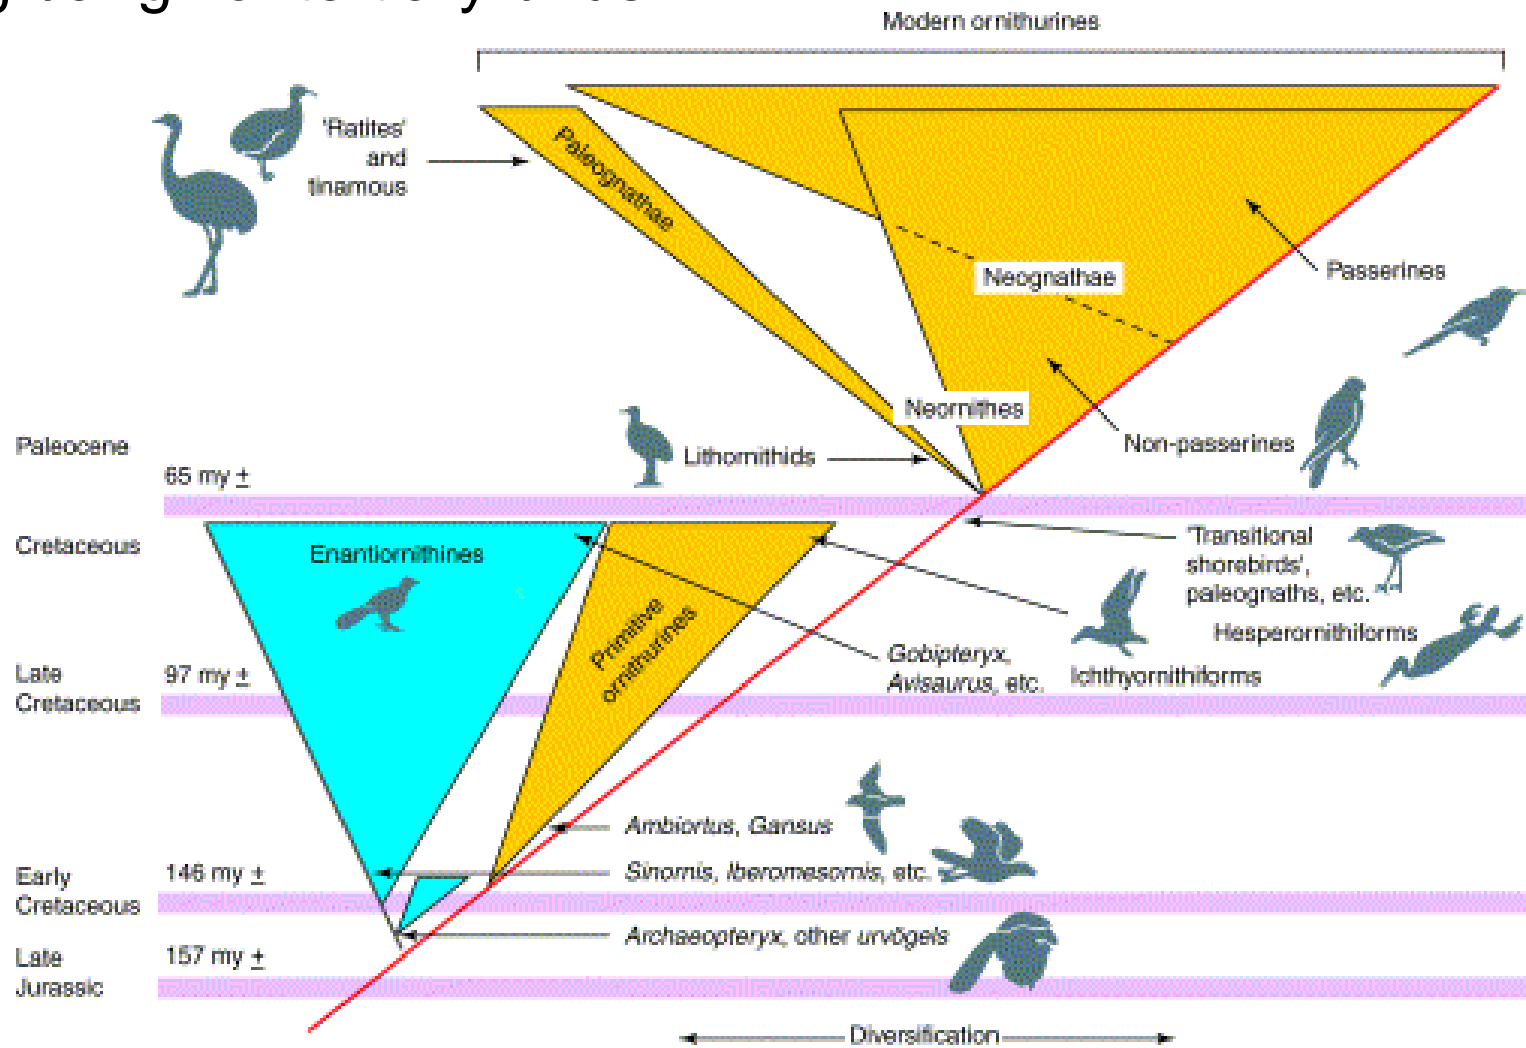 Modern ornithurines
'Ratites'
and
tinamous
Paleognathae
Neognathae
Passerines
Neornithes
Non-passerines
Lithornithids
Paleocene
65 my ±
Cretaceous
Enantiornithines
Primitive
ornithurines
'Transitional
shorebirds',
paleognaths, etc.
Hesperornithiforms
Ichthyornithiforms
Gobipteryx,
Avisaurus, etc.
Late
Cretaceous
97 my ±
Ambiortus, Gansus
Early
Cretaceous
146 my ±
Sinornis, Iberomesornis, etc.
Archaeopteryx, other urvögels
Late
Jurassic
157 my ±
Diversification